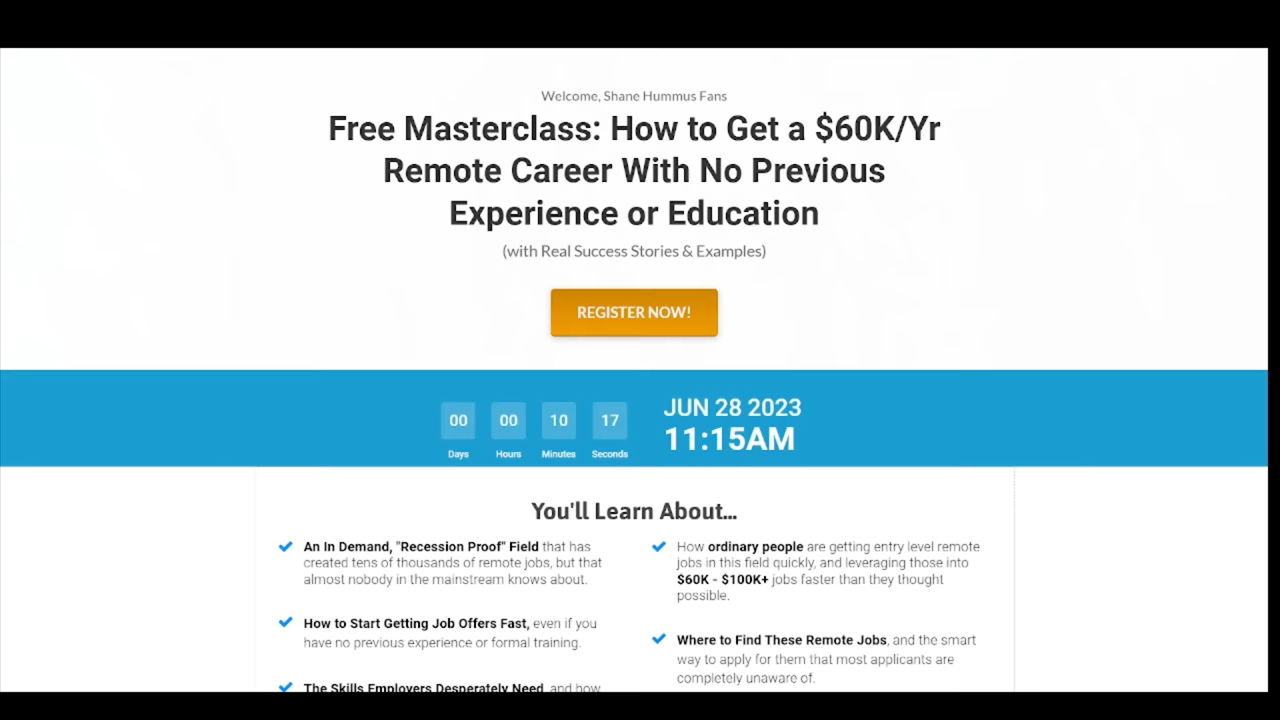 Welcome, Shane Hummus Fans
Free Masterclass: How to Get a $60K/Yr
Remote Career With No Previous
Experience or Education
(with Real Success Stories & Examples)
REGISTER NOW!
00 00 10 17
Days Hours Minutes Seconds
JUN 28 2023
11:15AM
You'll Learn About...
An In Demand, "Recession Proof" Field that has
created tens of thousands of remote jobs, but that
almost nobody in the mainstream knows about.
How to Start Getting Job Offers Fast, even if you
have no previous experience or formal training.
The Skills Employers Desperately Need, and how
How ordinary people are getting entry level remote
jobs in this field quickly, and leveraging those into
$60K - $100K+ jobs faster than they thought
possible.
Where to Find These Remote Jobs, and the smart
way to apply for them that most applicants are
completely unaware of.